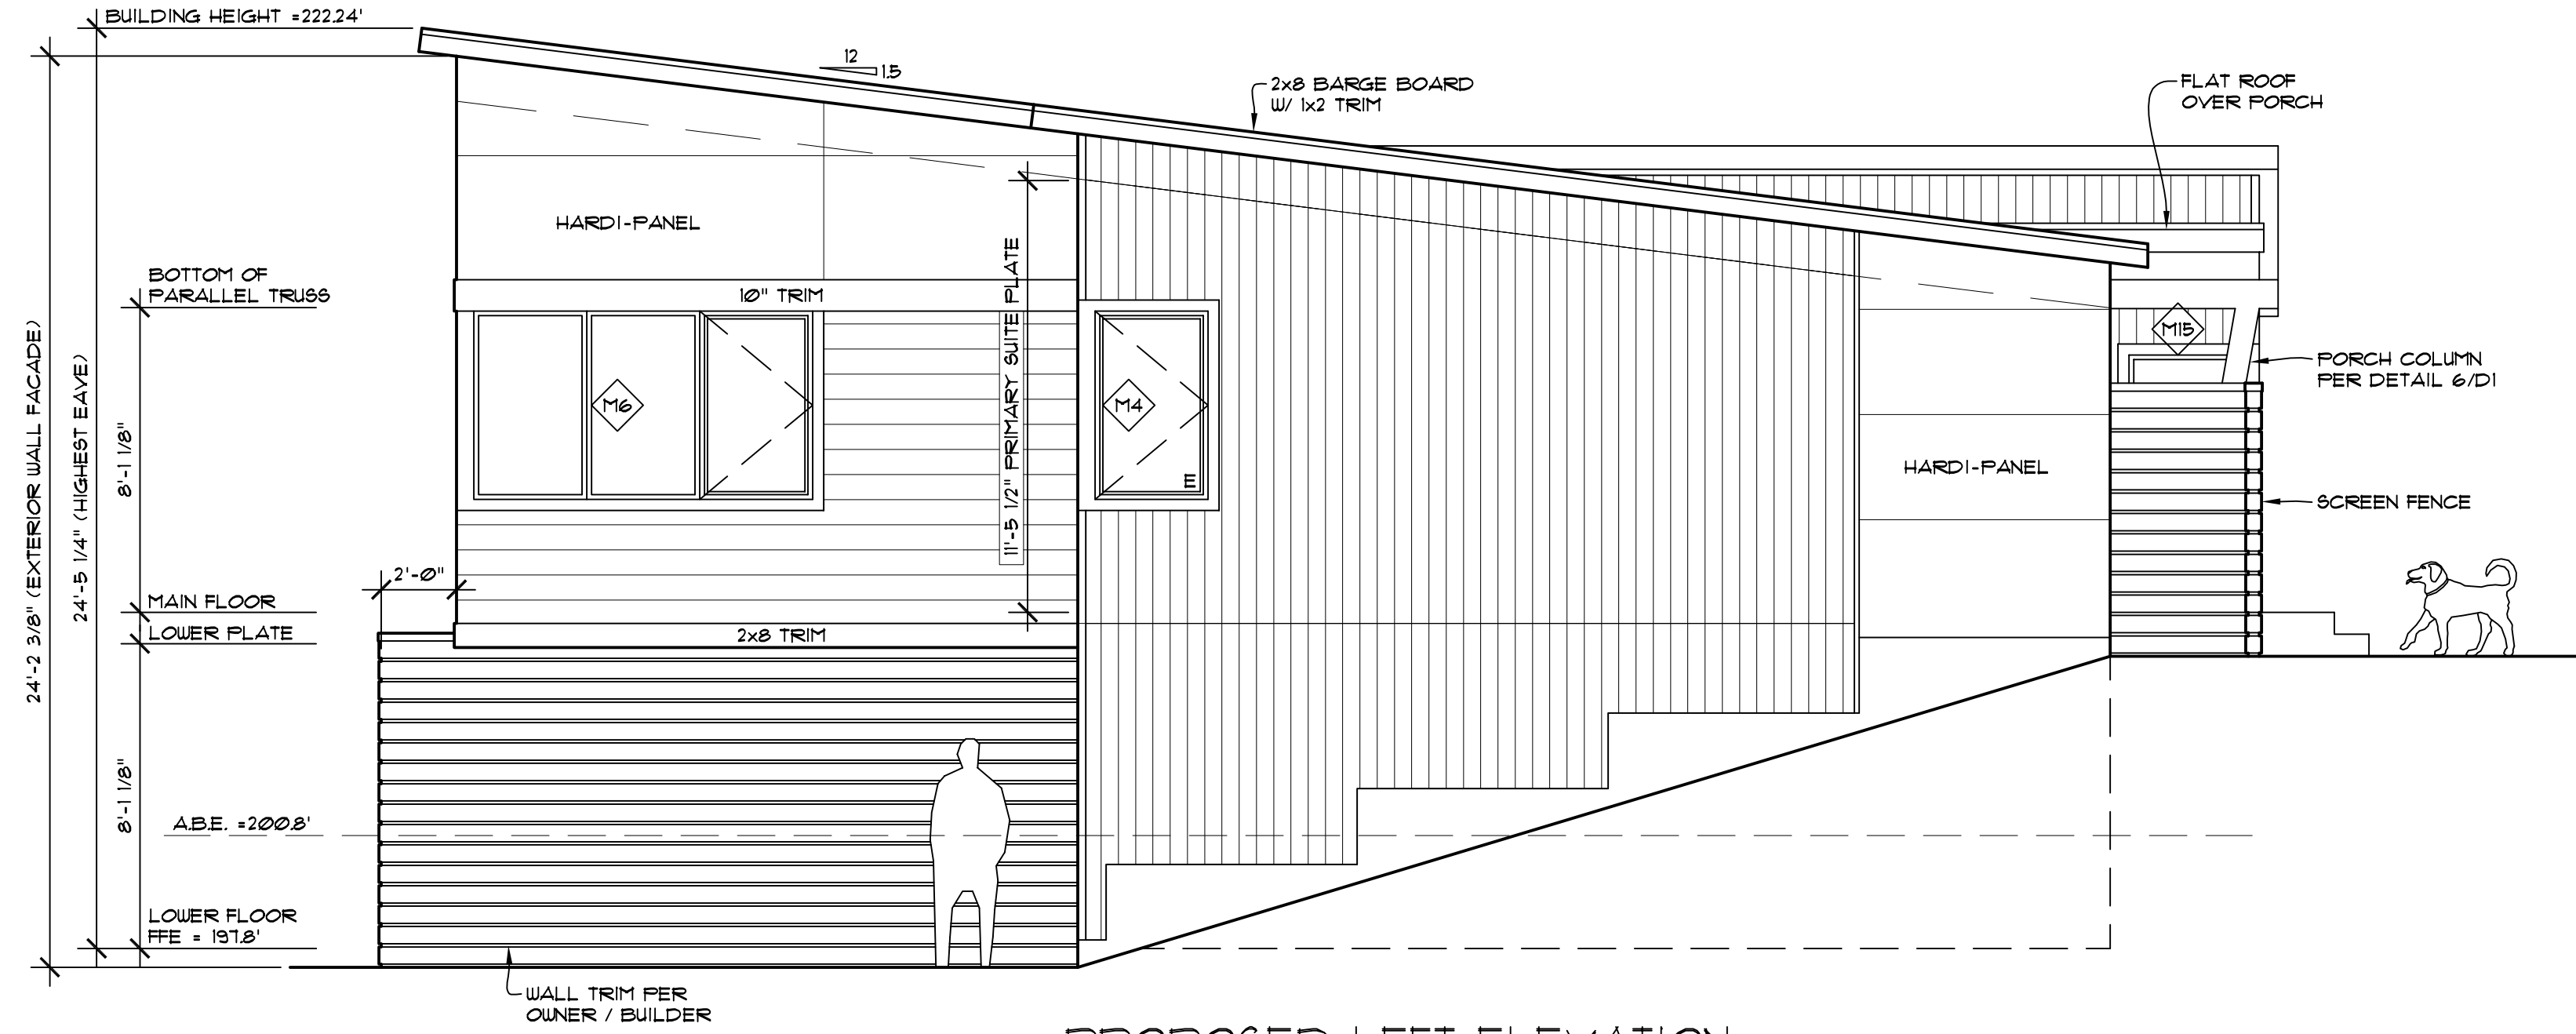 BUILDING HEIGHT =222.24'
12
1.5
2x8 BARGE BOARD
W/ 1x2 TRIM
FLAT ROOF
OVER PORCH
HARDI-PANEL
BOTTOM OF
PARALLEL TRUSS
10" TRIM
M6
M4
E
M15
PORCH COLUMN
PER DETAIL 6/D1
HARDI-PANEL
SCREEN FENCE
24'-2 3/8" (EXTERIOR WALL FACADE)
24'-5 1/4" (HIGHEST EAVE)
8'-1 1/8"
11'-5 1/2" PRIMARY SUITE PLATE
2'-0"
MAIN FLOOR
LOWER PLATE
2x8 TRIM
8'-1 1/8"
A.B.E. =200.8'
LOWER FLOOR
FFE = 197.8'
WALL TRIM PER
OWNER / BUILDER
PROPOSED LEFT ELEVATION